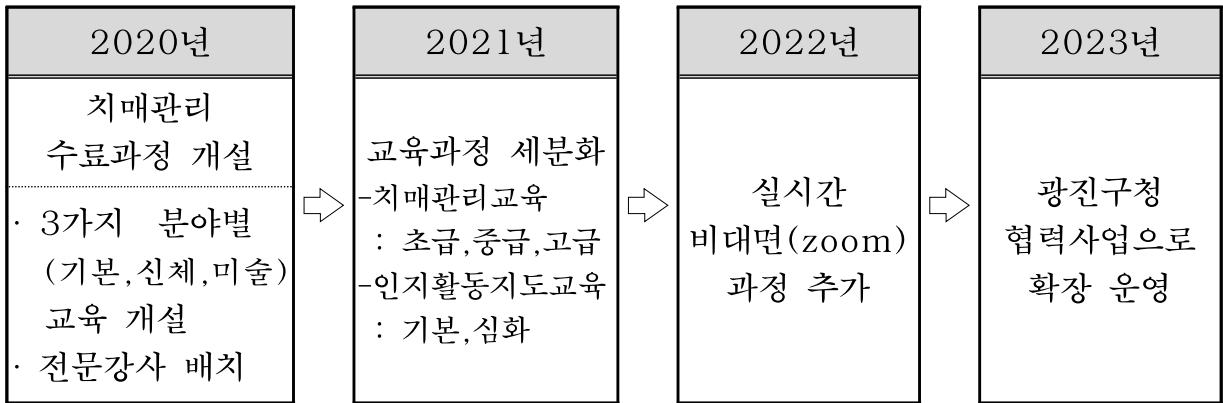 2020년
치매관리
수료과정 개설
· 3가지 분야별
(기본,신체,미술)
교육 개설
· 전문강사 배치
2021년
교육과정 세분화
-치매관리교육
: 초급,중급,고급
-인지활동지도교육
: 기본,심화
2022년
실시간
비대면(zoom)
과정 추가
2023년
광진구청
협력사업으로
확장 운영